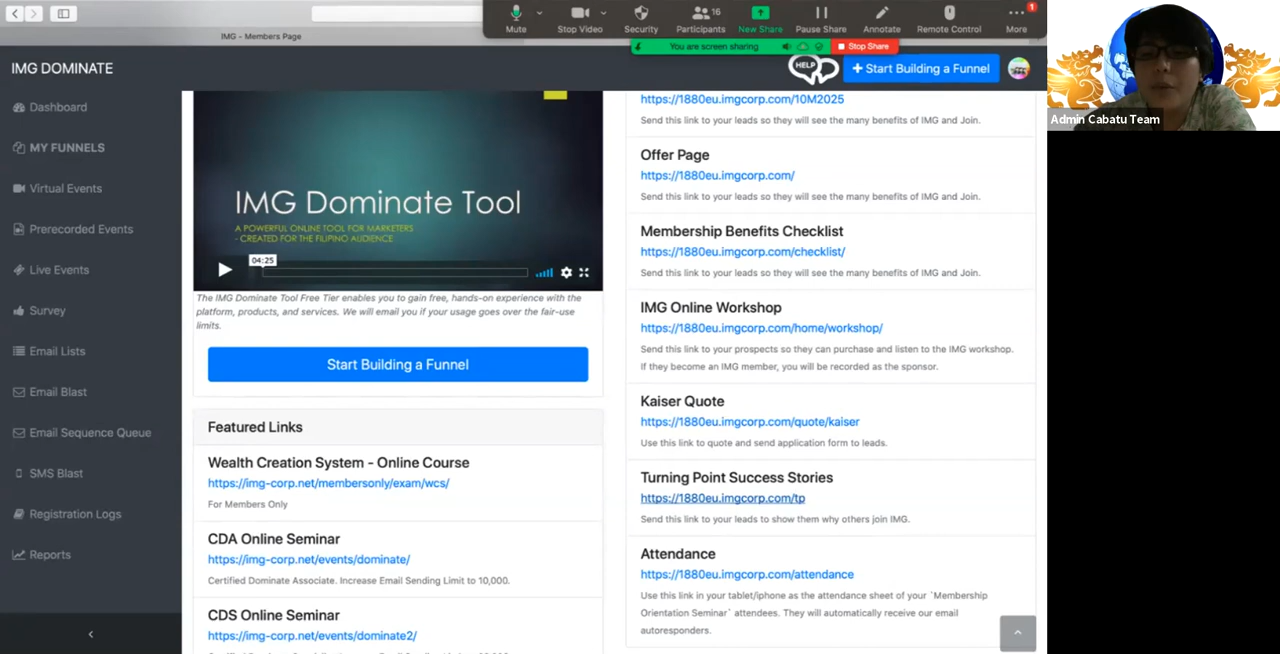 Mute
Stop Video
Security
Participants
16
New Share
Pause Share
Annotate
Remote Control
More
1
IMG - Members Page
You are screen sharing
Stop Share
IMG DOMINATE
HELP
+ Start Building a Funnel
Admin Cabatu Team
Dashboard
MY FUNNELS
Virtual Events
Prerecorded Events
Live Events
Survey
Email Lists
Email Blast
Email Sequence Queue
SMS Blast
Registration Logs
Reports
IMG Dominate Tool
A POWERFUL ONLINE TOOL FOR MARKETERS
- CREATED FOR THE FILIPINO AUDIENCE
04:25
The IMG Dominate Tool Free Tier enables you to gain free, hands-on experience with the
platform, products, and services. We will email you if your usage goes over the fair-use
limits.
Start Building a Funnel
Featured Links
Wealth Creation System - Online Course
https://img-corp.net/membersonly/exam/wcs/
For Members Only
CDA Online Seminar
https://img-corp.net/events/dominate/
Certified Dominate Associate. Increase Email Sending Limit to 10,000.
CDS Online Seminar
https://img-corp.net/events/dominate2/
https://1880eu.imgcorp.com/10M2025
Send this link to your leads so they will see the many benefits of IMG and Join.
Offer Page
https://1880eu.imgcorp.com/
Send this link to your leads so they will see the many benefits of IMG and Join.
Membership Benefits Checklist
https://1880eu.imgcorp.com/checklist/
Send this link to your leads so they will see the many benefits of IMG and Join.
IMG Online Workshop
https://1880eu.imgcorp.com/home/workshop/
Send this link to your prospects so they can purchase and listen to the IMG workshop.
If they become an IMG member, you will be recorded as the sponsor.
Kaiser Quote
https://1880eu.imgcorp.com/quote/kaiser
Use this link to quote and send application form to leads.
Turning Point Success Stories
https://1880eu.imgcorp.com/tp
Send this link to your leads to show them why others join IMG.
Attendance
https://1880eu.imgcorp.com/attendance
Use this link in your tablet/iphone as the attendance sheet of your `Membership
Orientation Seminar` attendees. They will automatically receive our email
autoresponders.